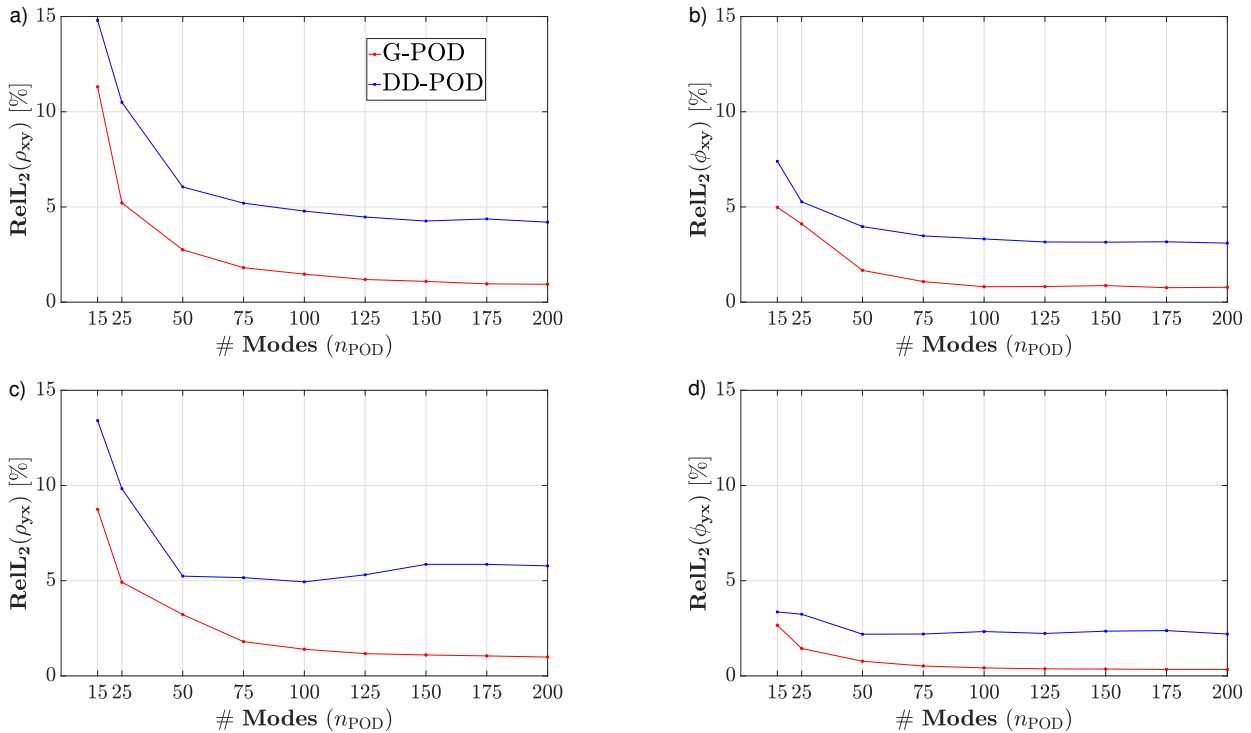 a)
15
10
5
0
RelL₂(ρxy) [%]
G-POD
DD-POD
15 25 50 75 100 125 150 175 200
# Modes (nPOD)
b)
15
10
5
0
RelL₂(ϕxy) [%]
15 25 50 75 100 125 150 175 200
# Modes (nPOD)
c)
15
10
5
0
RelL₂(ρyx) [%]
15 25 50 75 100 125 150 175 200
# Modes (nPOD)
d)
15
10
5
0
RelL₂(ϕyx) [%]
15 25 50 75 100 125 150 175 200
# Modes (nPOD)